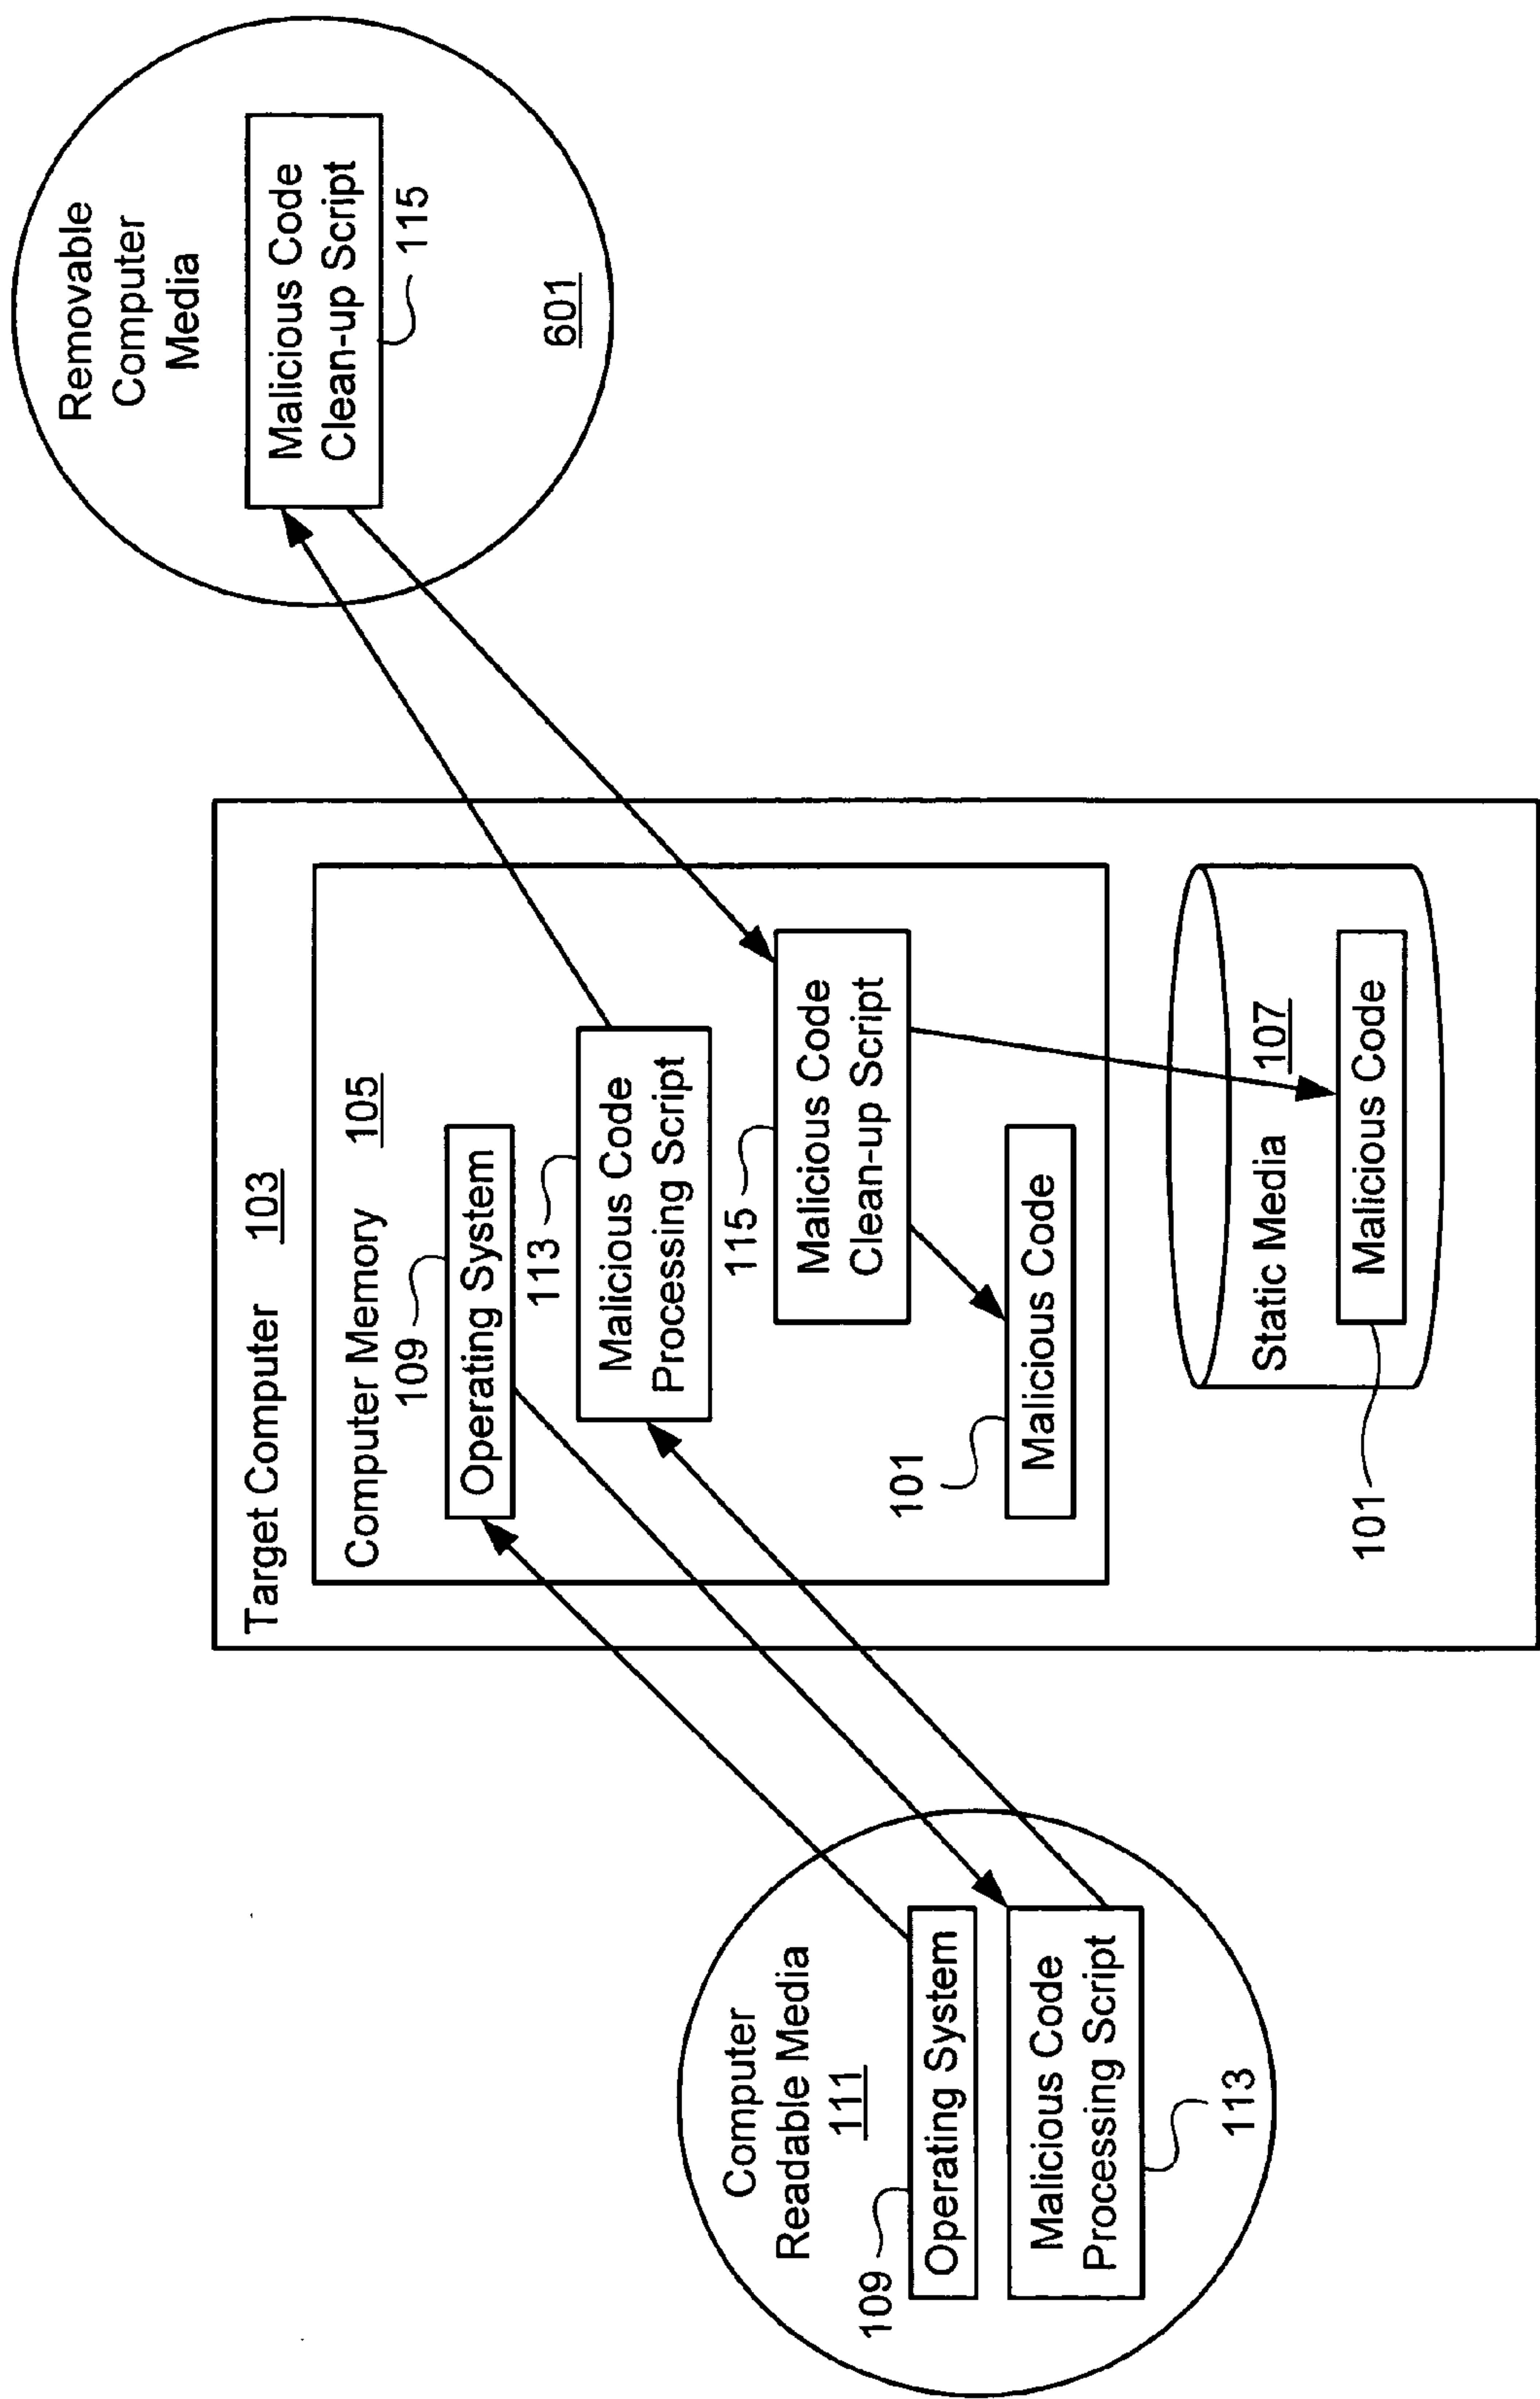 Computer
Readable Media
111
109
Operating System
Malicious Code
Processing Script
113
Target Computer 103
Computer Memory 105
109
Operating System
113
Malicious Code
Processing Script
115
Malicious Code
Clean-up Script
101
Malicious Code
Static Media 107
Malicious Code
101
Removable
Computer
Media
Malicious Code
Clean-up Script
115
601